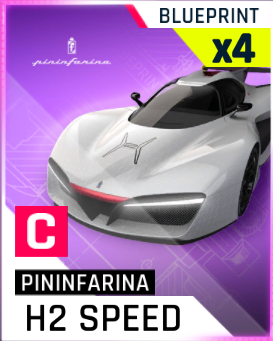 BLUEPRINT
x4
pininfarina
C
PININFARINA
H2 SPEED